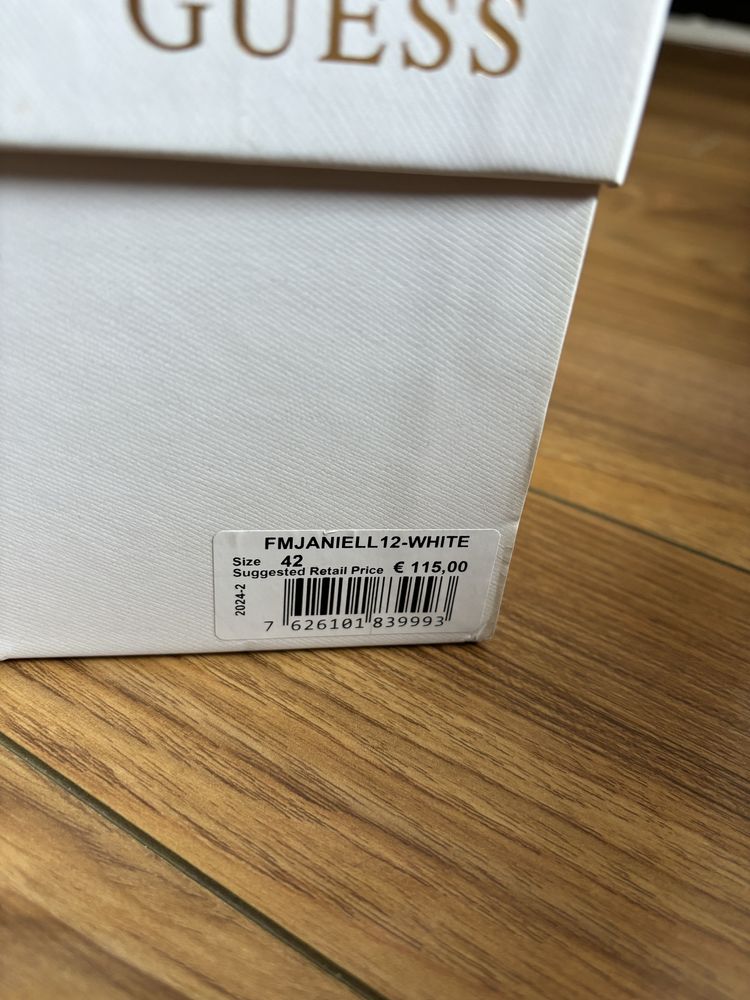 GUESS
FMJANIELL12-WHITE
Size 42
Suggested Retail Price € 115,00
2024-2
7 626101 839993